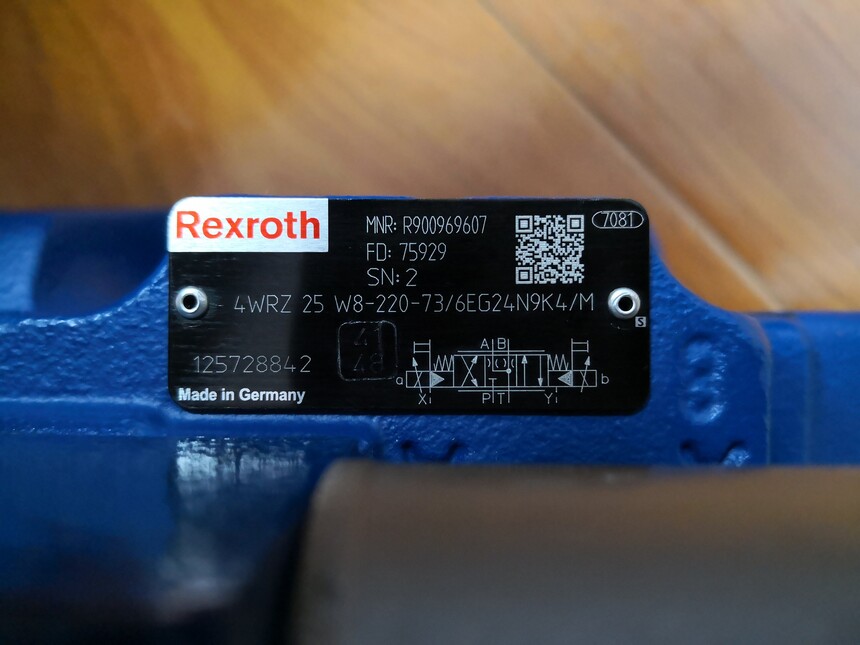 Rexroth
MNR: R900969607
7081
FD: 75929
SN: 2
4WRZ 25 W8-220-73/6EG24N9K4/M
S
125728842
Made in Germany
A B
a b
X P T Y
T